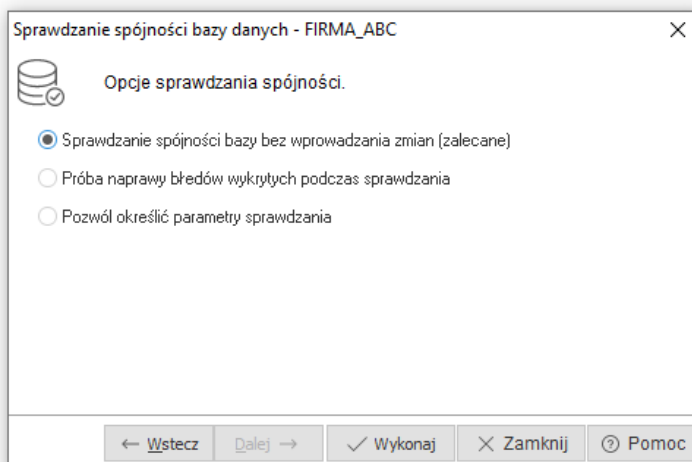 Sprawdzanie spójności bazy danych - FIRMA_ABC
Opcje sprawdzania spójności.
Sprawdzanie spójności bazy bez wprowadzania zmian (zalecane)
Próba naprawy błedów wykrytych podczas sprawdzania
Pozwól określić parametry sprawdzania
Wstecz Dalej Wykonaj Zamknij Pomoc